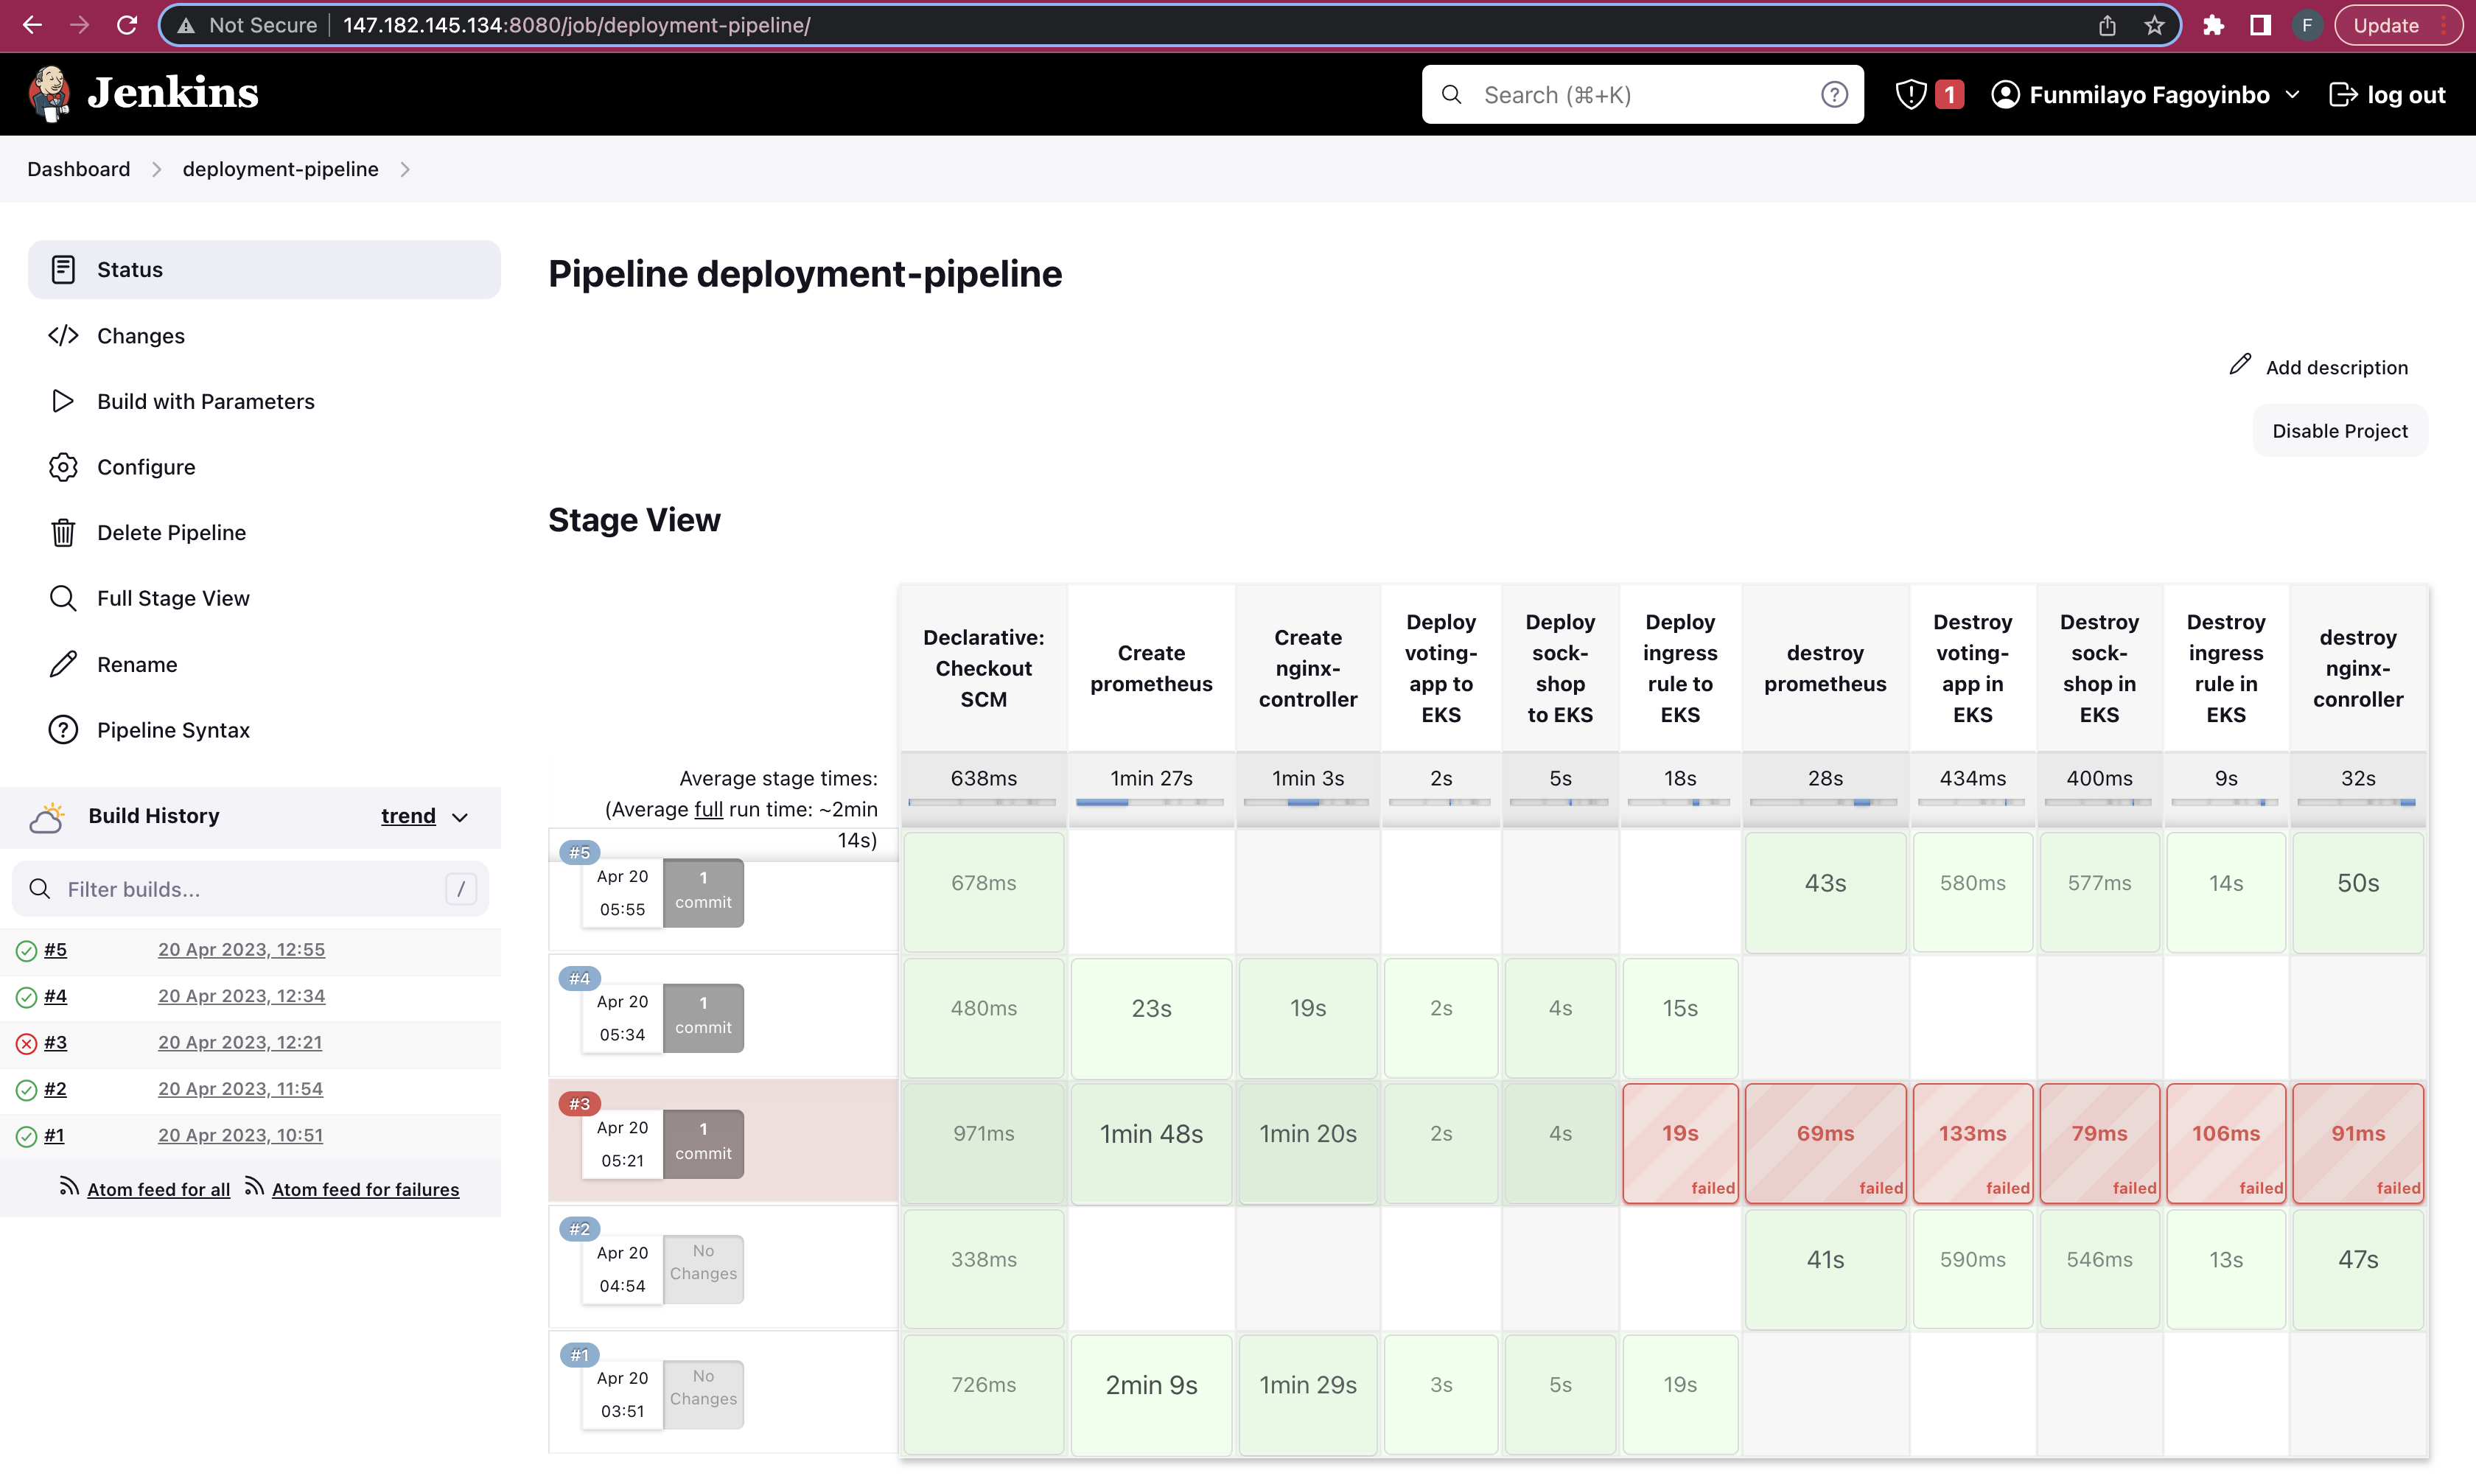 Not Secure
147.182.145.134:8080/job/deployment-pipeline/
F
Update
Jenkins
Search (⌘+K)
?
1
Funmilayo Fagoyinbo
log out
Dashboard
deployment-pipeline
Status
Changes
Build with Parameters
Configure
Delete Pipeline
Full Stage View
Rename
Pipeline Syntax
Build History
trend
Filter builds...
/
#5 20 Apr 2023, 12:55
#4 20 Apr 2023, 12:34
#3 20 Apr 2023, 12:21
#2 20 Apr 2023, 11:54
#1 20 Apr 2023, 10:51
Atom feed for all
Atom feed for failures
Pipeline deployment-pipeline
Add description
Disable Project
Stage View
Declarative:
Checkout
SCM
Create
prometheus
Create
nginx-
controller
Deploy
voting-
app to
EKS
Deploy
sock-
shop
to EKS
Deploy
ingress
rule to
EKS
destroy
prometheus
Destroy
voting-
app in
EKS
Destroy
sock-
shop in
EKS
Destroy
ingress
rule in
EKS
destroy
nginx-
conroller
Average stage times:
(Average full run time: ~2min
14s)
638ms 1min 27s 1min 3s 2s 5s 18s 28s 434ms 400ms 9s 32s
#5
Apr 20
05:55
1
commit
678ms 43s 580ms 577ms 14s 50s
#4
Apr 20
05:34
1
commit
480ms 23s 19s 2s 4s 15s
#3
Apr 20
05:21
1
commit
971ms 1min 48s 1min 20s 2s 4s 19s 69ms 133ms 79ms 106ms 91ms
failed failed failed failed failed failed
#2
Apr 20
04:54
No
Changes
338ms 41s 590ms 546ms 13s 47s
#1
Apr 20
03:51
No
Changes
726ms 2min 9s 1min 29s 3s 5s 19s